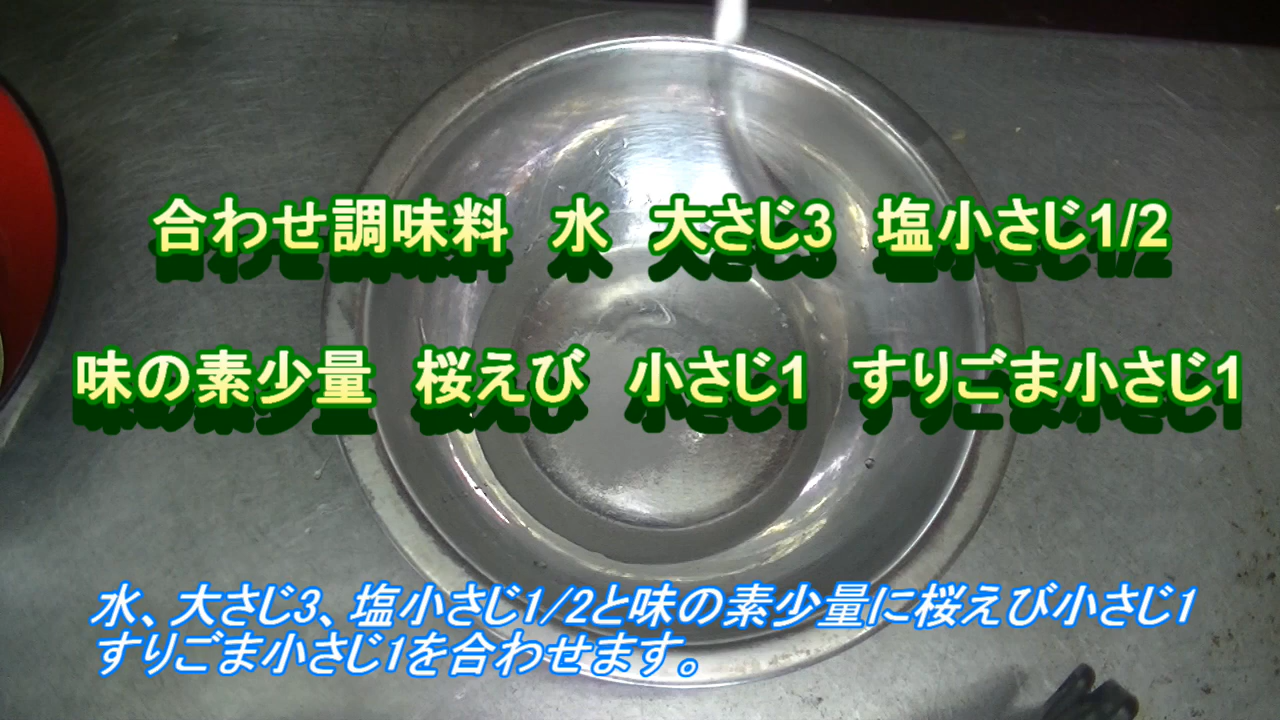 合わせ調味料　水　大さじ3　塩小さじ1/2
味の素少量　桜えび　小さじ1　すりごま小さじ1
水、大さじ3、塩小さじ1/2と味の素少量に桜えび小さじ1
すりごま小さじ1を合わせます。